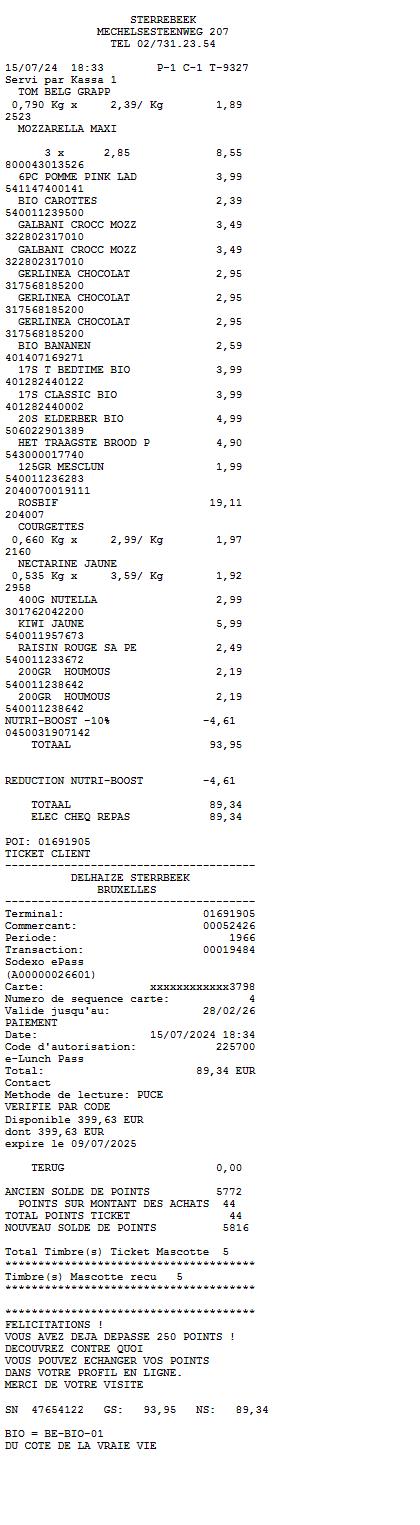 STERREBEEK
MECHELSESTEENWEG 207
TEL 02/731.23.54
15/07/24 18:33 P-1 C-1 T-9327
Servi par Kassa 1
TOM BELG GRAPP
0,790 Kg x 2,39/ Kg 1,89
2523
MOZZARELLA MAXI
3 x 2,85 8,55
800043013526
6PC POMME PINK LAD 3,99
541147400141
BIO CAROTTES 2,39
540011239500
GALBANI CROCC MOZZ 3,49
322802317010
GALBANI CROCC MOZZ 3,49
322802317010
GERLINEA CHOCOLAT 2,95
317568185200
GERLINEA CHOCOLAT 2,95
317568185200
GERLINEA CHOCOLAT 2,95
317568185200
BIO BANANEN 2,59
401407169271
17S T BEDTIME BIO 3,99
401282440122
17S CLASSIC BIO 3,99
401282440002
20S ELDERBER BIO 4,99
506022901389
HET TRAAGSTE BROOD P 4,90
543000017740
125GR MESCLUN 1,99
540011236283
2040070019111
ROSBIF 19,11
204007
COURGETTES
0,660 Kg x 2,99/ Kg 1,97
2160
NECTARINE JAUNE
0,535 Kg x 3,59/ Kg 1,92
2958
400G NUTELLA 2,99
301762042200
KIWI JAUNE 5,99
540011957673
RAISIN ROUGE SA PE 2,49
540011233672
200GR HOUMOUS 2,19
540011238642
200GR HOUMOUS 2,19
540011238642
NUTRI-BOOST -10% -4,61
0450031907142
TOTAAL 93,95
REDUCTION NUTRI-BOOST -4,61
TOTAAL 89,34
ELEC CHEQ REPAS 89,34
POI: 01691905
TICKET CLIENT
--------------------------------------
DELHAIZE STERRBEEK
BRUXELLES
--------------------------------------
Terminal: 01691905
Commercant: 00052426
Periode: 1966
Transaction: 00019484
Sodexo ePass
(A00000026601)
Carte: xxxxxxxxxxxx3798
Numero de sequence carte: 4
Valide jusqu'au: 28/02/26
PAIEMENT
Date: 15/07/2024 18:34
Code d'autorisation: 225700
e-Lunch Pass
Total: 89,34 EUR
Contact
Methode de lecture: PUCE
VERIFIE PAR CODE
Disponible 399,63 EUR
dont 399,63 EUR
expire le 09/07/2025
TERUG 0,00
ANCIEN SOLDE DE POINTS 5772
POINTS SUR MONTANT DES ACHATS 44
TOTAL POINTS TICKET 44
NOUVEAU SOLDE DE POINTS 5816
Total Timbre(s) Ticket Mascotte 5
**************************************
Timbre(s) Mascotte recu 5
**************************************
**************************************
FELICITATIONS !
VOUS AVEZ DEJA DEPASSE 250 POINTS !
DECOUVREZ CONTRE QUOI
VOUS POUVEZ ECHANGER VOS POINTS
DANS VOTRE PROFIL EN LIGNE.
MERCI DE VOTRE VISITE
SN 47654122 GS: 93,95 NS: 89,34
BIO = BE-BIO-01
DU COTE DE LA VRAIE VIE